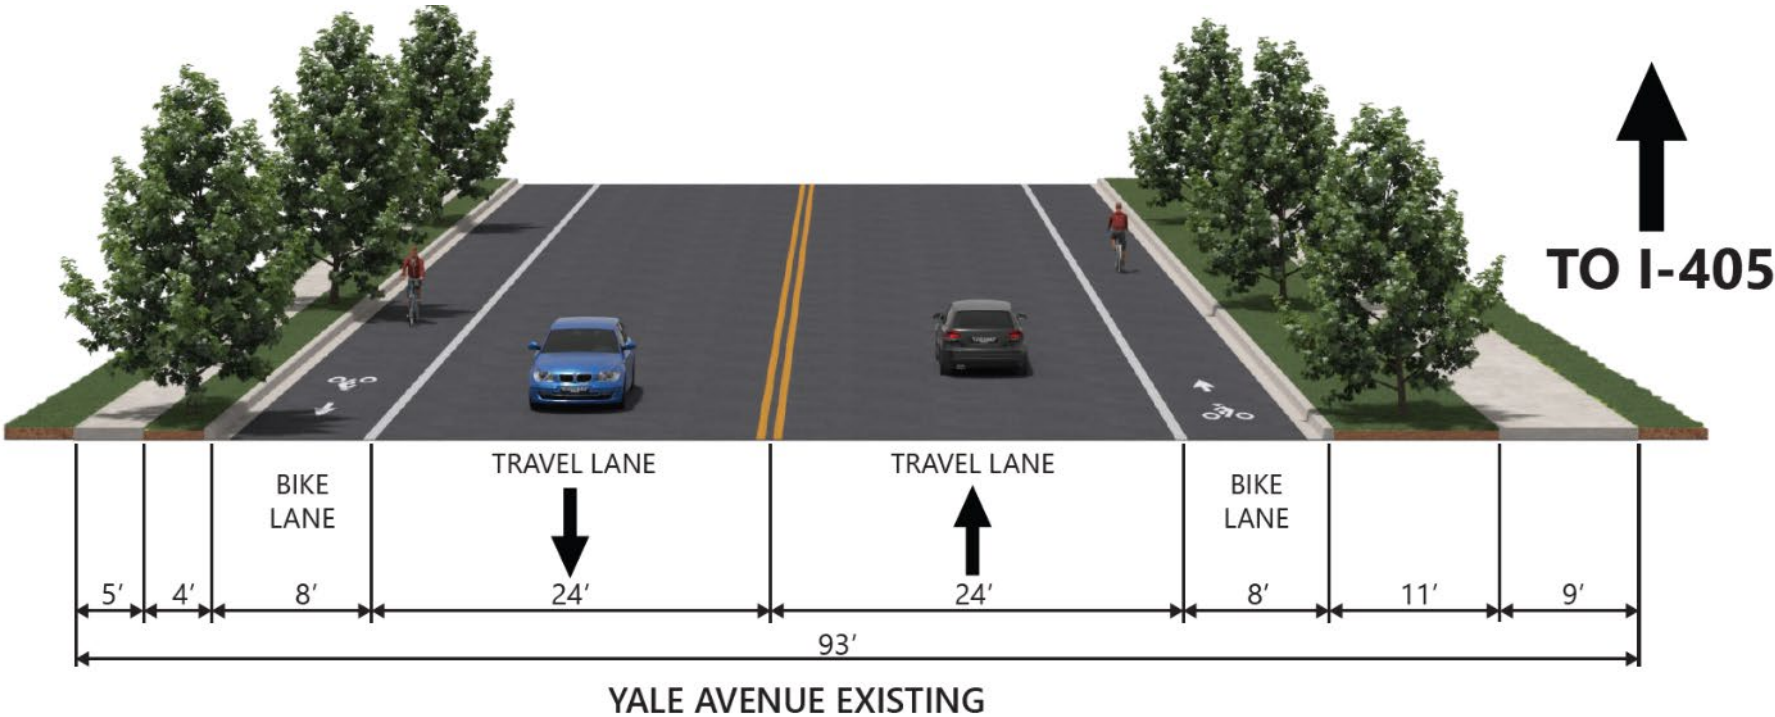 TO I-405
TRAVEL LANE
TRAVEL LANE
BIKE
LANE
BIKE
LANE
5′
4′
8′
24′
24′
8′
11′
9′
93′
YALE AVENUE EXISTING